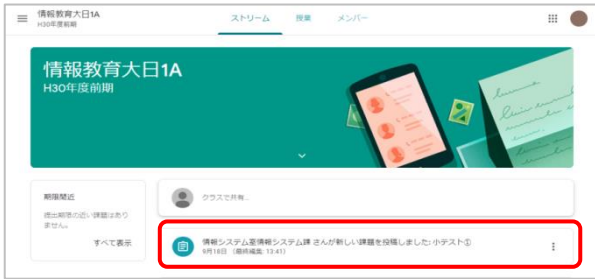 情報教育大日1A
H30年度前期
ストリーム 授業 メンバー
情報教育大日1A
H30年度前期
期限間近
提出期限の近い課題はあり
ません。
すべて表示
クラスで共有...
情報システム室情報システム課 さんが新しい課題を投稿しました: 小テスト①
9月18日 （最終編集: 13:41）